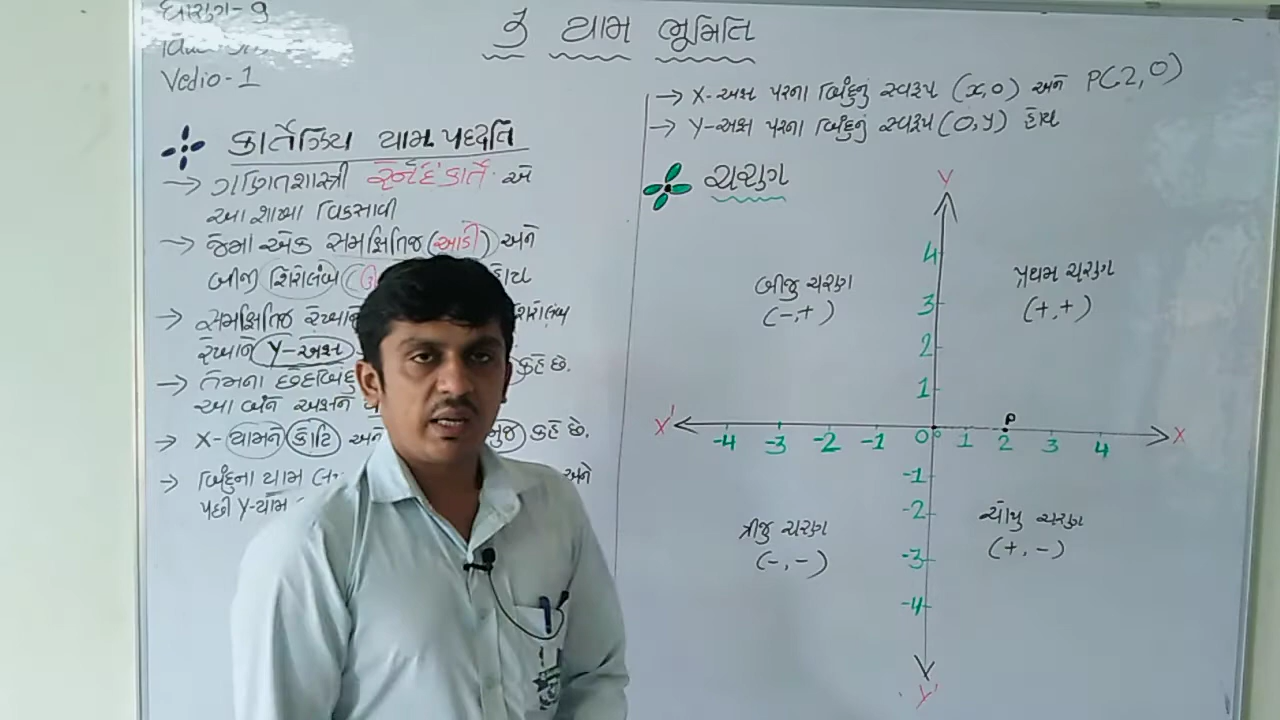 ધોરણ-9
Vedio-1
3 યામ ભૂમિતિ
કાર્તેઝિય યામ પદ્ધતિ
→ ગણિતશાસ્ત્રી રેને દ કાર્તે એ
આ શાખા વિકસાવી
→ જેમાં એક સમક્ષિતિજ (આડી) અને
બીજી શિરોલંબ
→ સમક્ષિતિજ રેખાને
રેખાને Y-અક્ષ કહે છે.
→ તેમના છેદબિંદુ
આ બંને અક્ષને
→ X-યામને કોટિ અને ભુજ કહે છે.
→ બિંદુના યામ અને
પછી Y-યામ
→ X-અક્ષ પરના બિંદુનું સ્વરૂપ (x,0) અને P(2,0)
→ Y-અક્ષ પરના બિંદુનું સ્વરૂપ (0,y) હોય
ચરણ
Y
4
બીજુ ચરણ પ્રથમ ચરણ
(-,+) (+,+)
3
2
1
P
X' X
-4 -3 -2 -1 0 1 2 3 4
-1
-2
ત્રીજુ ચરણ ચોથુ ચરણ
(-,-) (+,-)
-3
-4
Y'